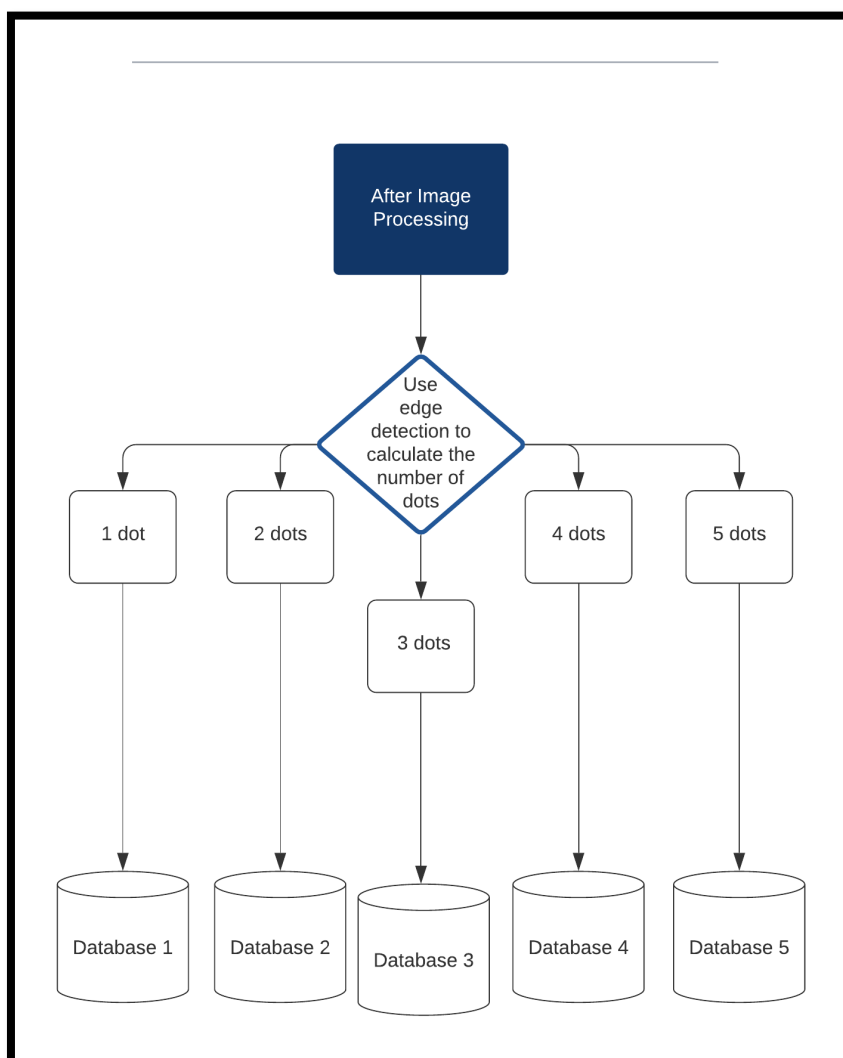 After Image
Processing
Use
edge
detection to
calculate the
number of
dots
1 dot
2 dots
4 dots
5 dots
3 dots
Database 1
Database 2
Database 3
Database 4
Database 5